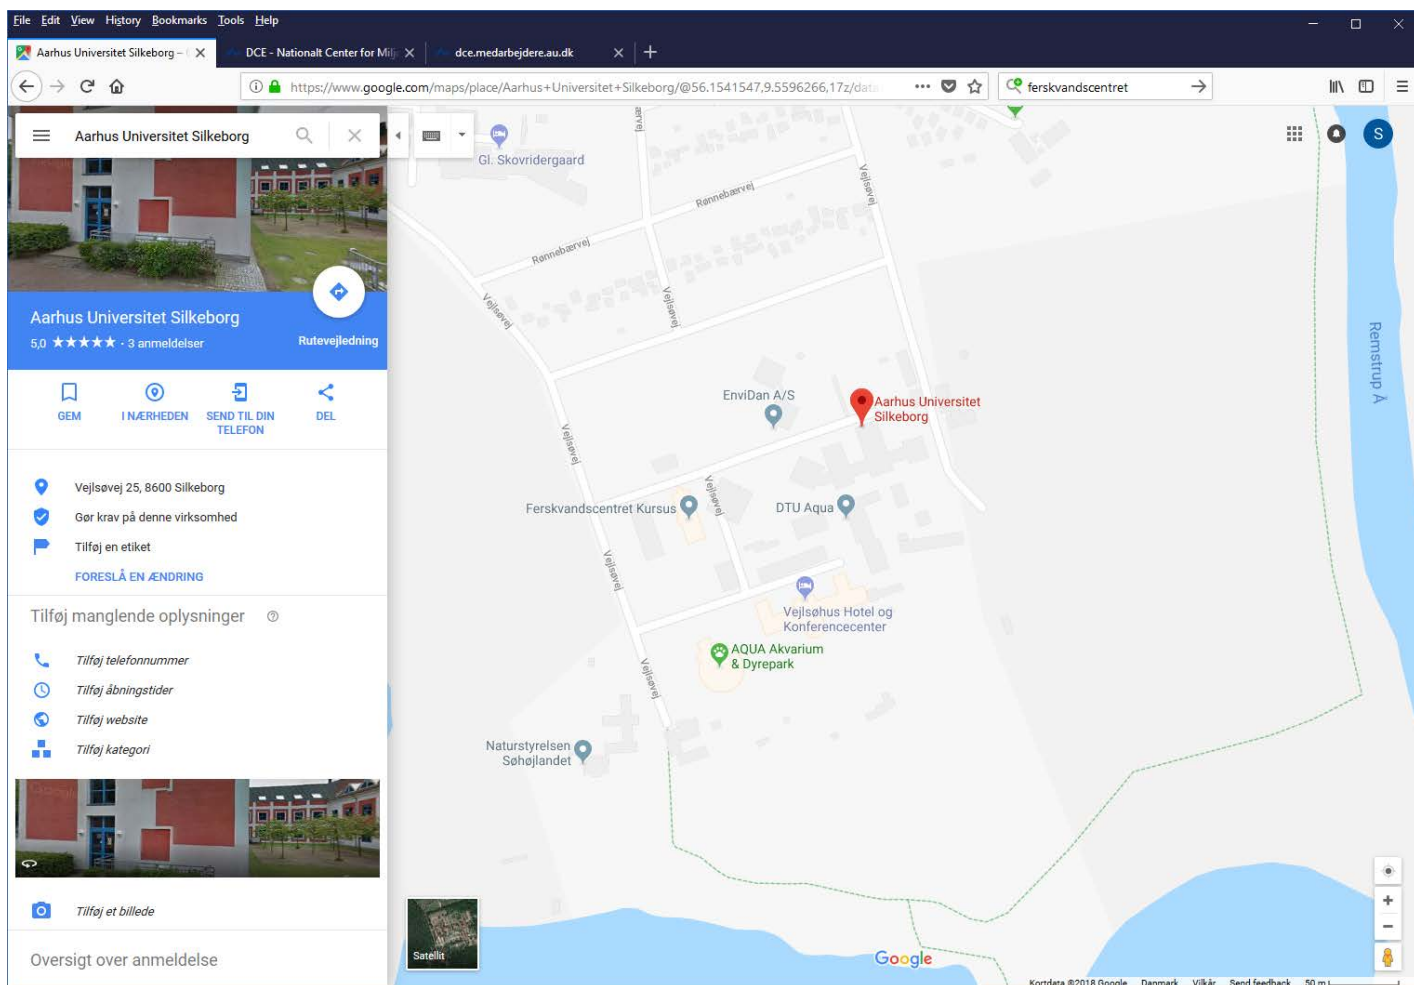 File Edit View History Bookmarks Tools Help
Aarhus Universitet Silkeborg –
DCE - Nationalt Center for Milj
dce.medarbejdere.au.dk
https://www.google.com/maps/place/Aarhus+Universitet+Silkeborg/@56.1541547,9.5596266,17z/data
ferskvandscentret
Aarhus Universitet Silkeborg
S
Aarhus Universitet Silkeborg
5,0 ★★★★★ · 3 anmeldelser
Rutevejledning
GEM
I NÆRHEDEN
SEND TIL DIN
TELEFON
DEL
Vejlsøvej 25, 8600 Silkeborg
Gør krav på denne virksomhed
Tilføj en etiket
FORESLÅ EN ÆNDRING
Tilføj manglende oplysninger
Tilføj telefonnummer
Tilføj åbningstider
Tilføj website
Tilføj kategori
Tilføj et billede
Oversigt over anmeldelse
Gl. Skovridergaard
Rønnebærvej
Vejlsøvej
Rønnebærvej
Vejlsøvej
Vejlsøvej
Remstrup Å
EnviDan A/S
Aarhus Universitet
Silkeborg
Vejlsøvej
Vejlsøvej
Ferskvandscentret Kursus
DTU Aqua
Vejlsøvej
Vejlsøhus Hotel og
Konferencecenter
AQUA Akvarium
& Dyrepark
Vejlsøvej
Naturstyrelsen
Søhøjlandet
Satellit
Google
Kortdata ©2018 Google Danmark Vilkår Send feedback 50 m